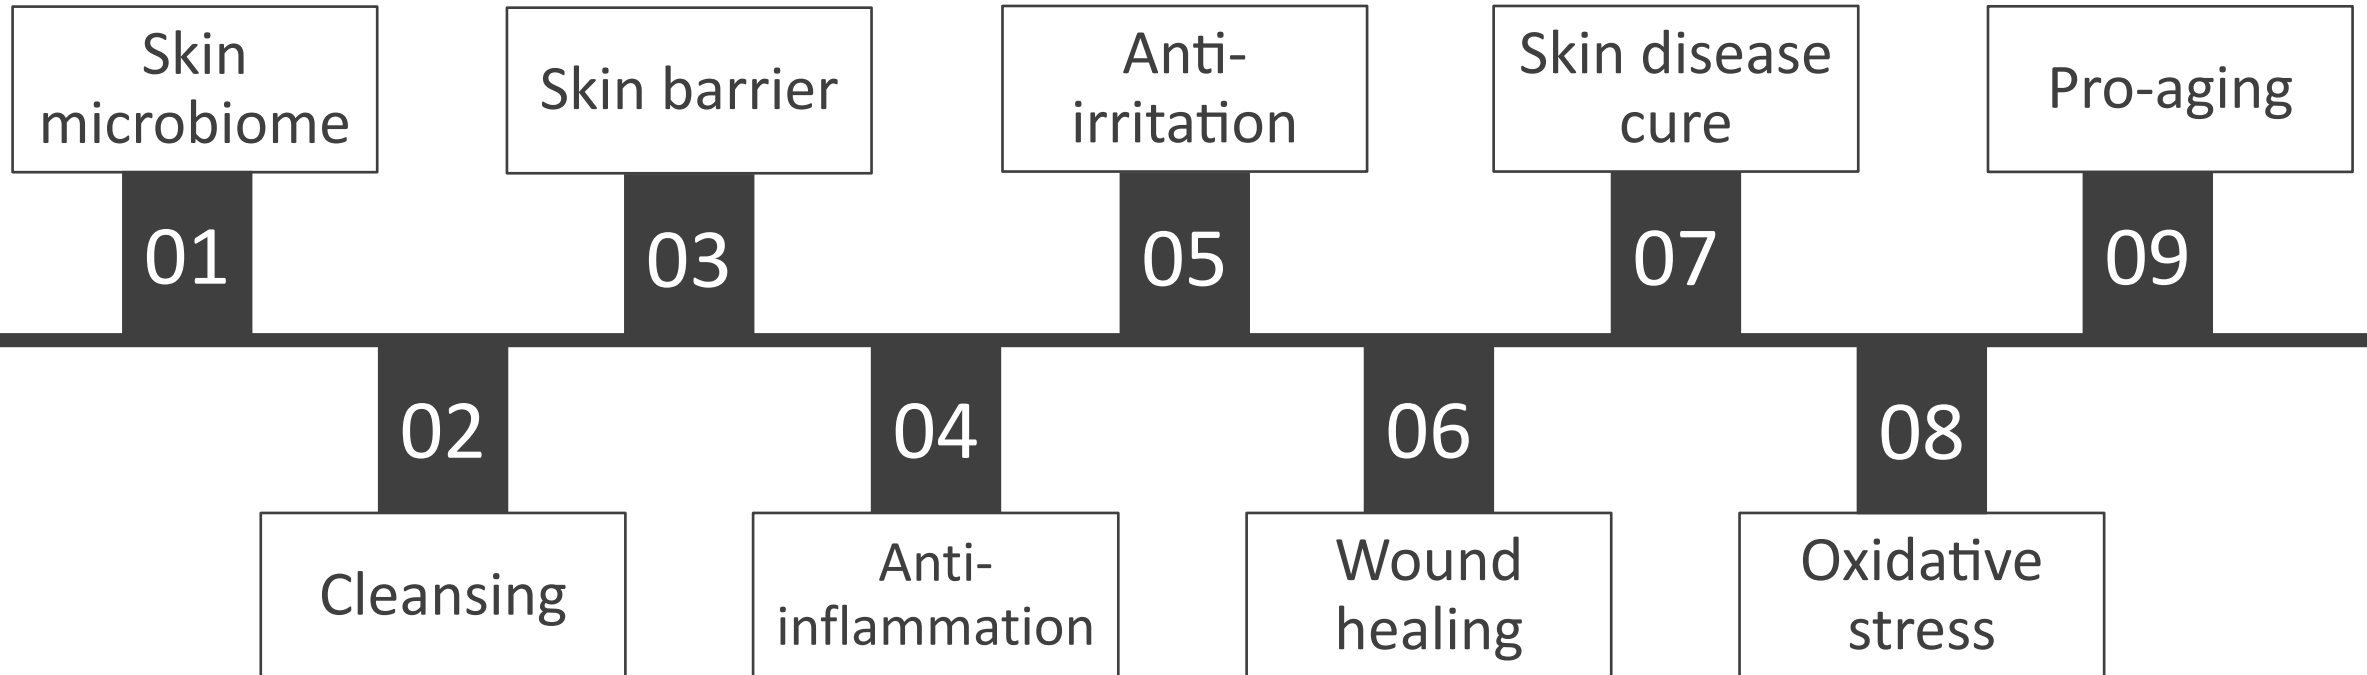 Skin
microbiome
01
02
Cleansing
Skin barrier
03
04
Anti-
inflammation
Anti-
irritation
05
06
Wound
healing
Skin disease
cure
07
08
Oxidative
stress
Pro-aging
09